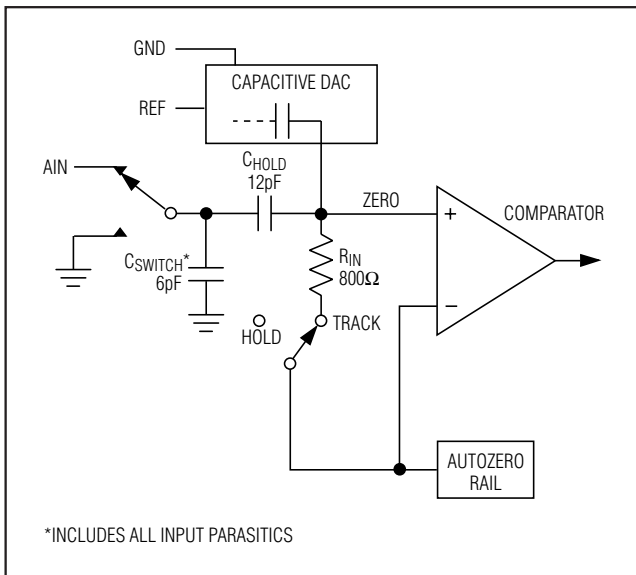 GND
CAPACITIVE DAC
REF
AIN
CHOLD
12pF
ZERO
COMPARATOR
+
RIN
800Ω
CSWITCH*
6pF
−
HOLD
TRACK
AUTOZERO
RAIL
*INCLUDES ALL INPUT PARASITICS